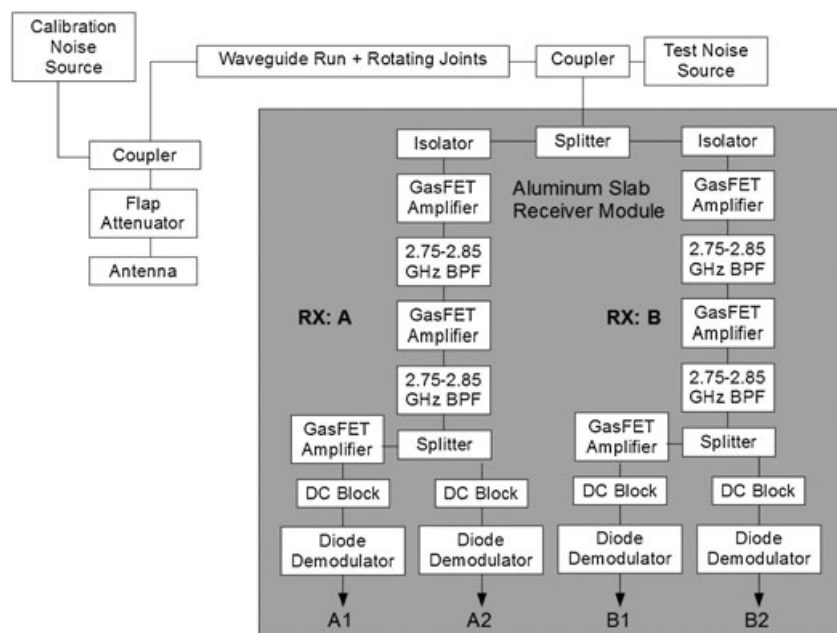 Calibration
Noise
Source
Waveguide Run + Rotating Joints
Coupler
Test Noise
Source
Coupler
Flap
Attenuator
Antenna
Isolator
Splitter
Isolator
Aluminum Slab
Receiver Module
GasFET
Amplifier
2.75-2.85
GHz BPF
RX: A
GasFET
Amplifier
2.75-2.85
GHz BPF
GasFET
Amplifier
Splitter
DC Block
DC Block
Diode
Demodulator
Diode
Demodulator
A1
A2
GasFET
Amplifier
2.75-2.85
GHz BPF
RX: B
GasFET
Amplifier
2.75-2.85
GHz BPF
GasFET
Amplifier
Splitter
DC Block
DC Block
Diode
Demodulator
Diode
Demodulator
B1
B2